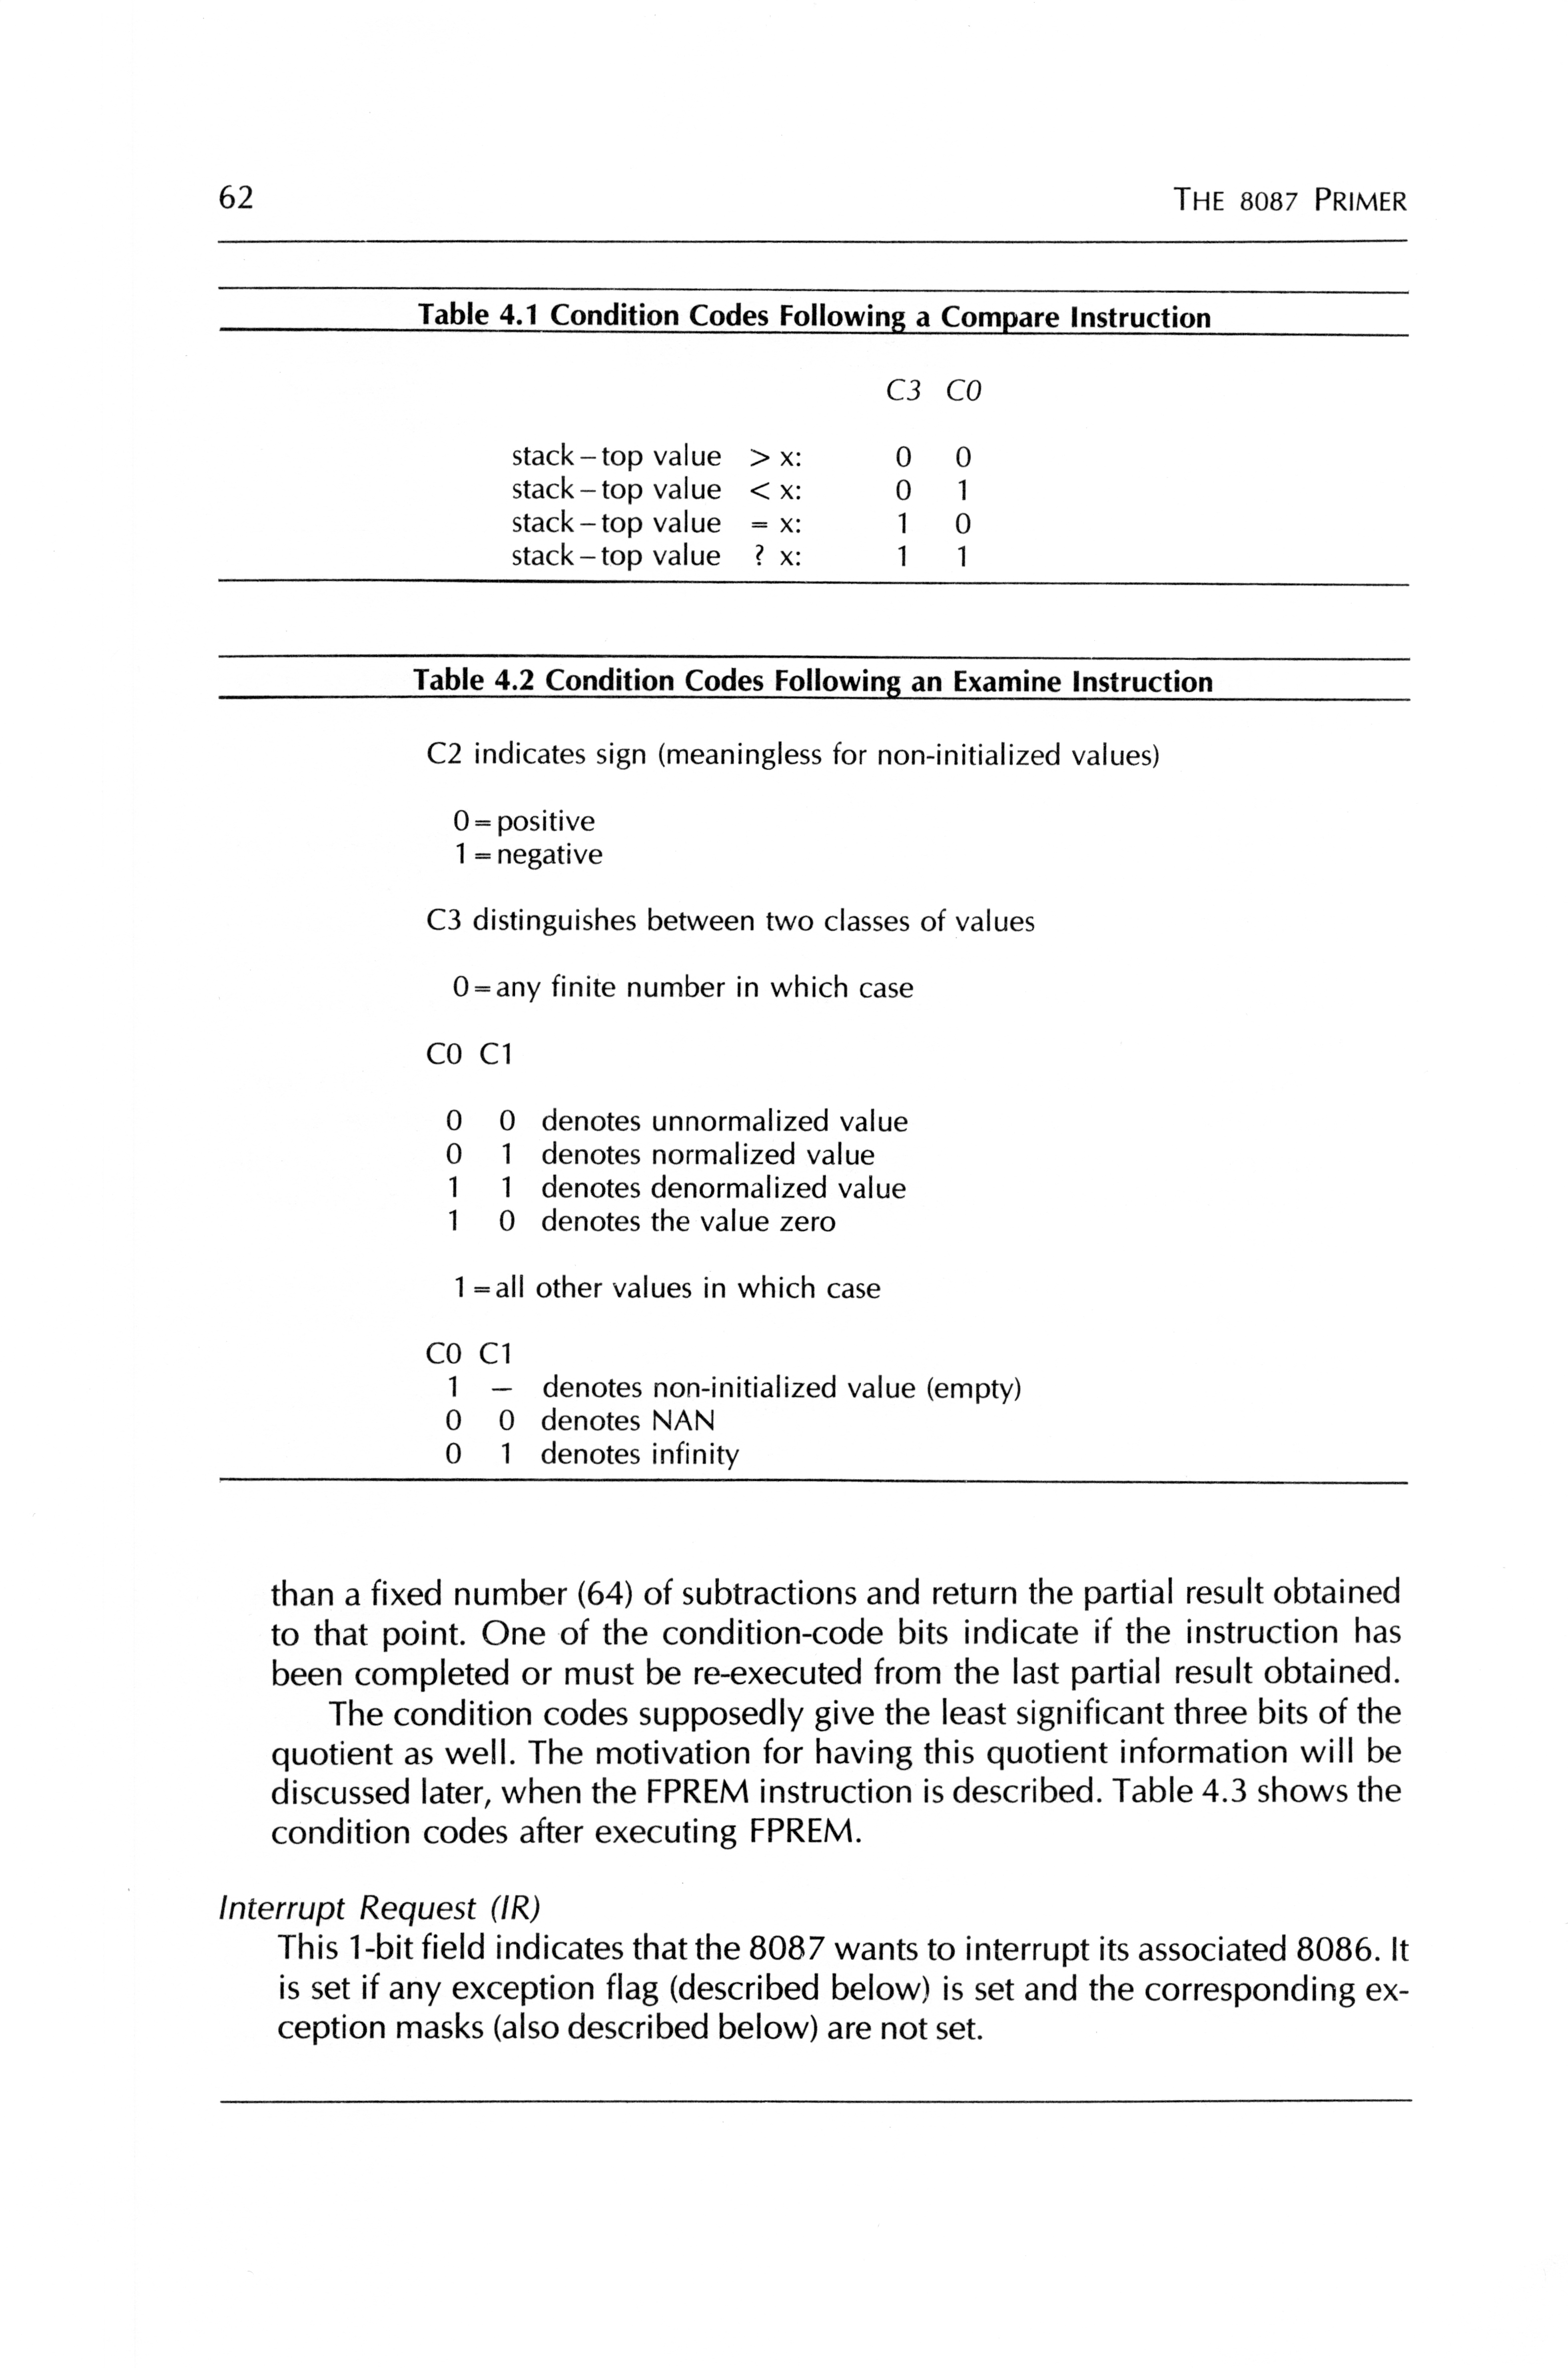 62 THE 8087 PRIMER
Table 4.1 Condition Codes Following a Compare Instruction
C3 C0
stack–top value > x: 0 0
stack–top value < x: 0 1
stack–top value = x: 1 0
stack–top value ? x: 1 1
Table 4.2 Condition Codes Following an Examine Instruction
C2 indicates sign (meaningless for non-initialized values)
0=positive
1=negative
C3 distinguishes between two classes of values
0=any finite number in which case
C0 C1
0 0 denotes unnormalized value
0 1 denotes normalized value
1 1 denotes denormalized value
1 0 denotes the value zero
1=all other values in which case
C0 C1
1 – denotes non-initialized value (empty)
0 0 denotes NAN
0 1 denotes infinity
than a fixed number (64) of subtractions and return the partial result obtained
to that point. One of the condition-code bits indicate if the instruction has
been completed or must be re-executed from the last partial result obtained.
The condition codes supposedly give the least significant three bits of the
quotient as well. The motivation for having this quotient information will be
discussed later, when the FPREM instruction is described. Table 4.3 shows the
condition codes after executing FPREM.
Interrupt Request (IR)
This 1-bit field indicates that the 8087 wants to interrupt its associated 8086. It
is set if any exception flag (described below) is set and the corresponding ex-
ception masks (also described below) are not set.